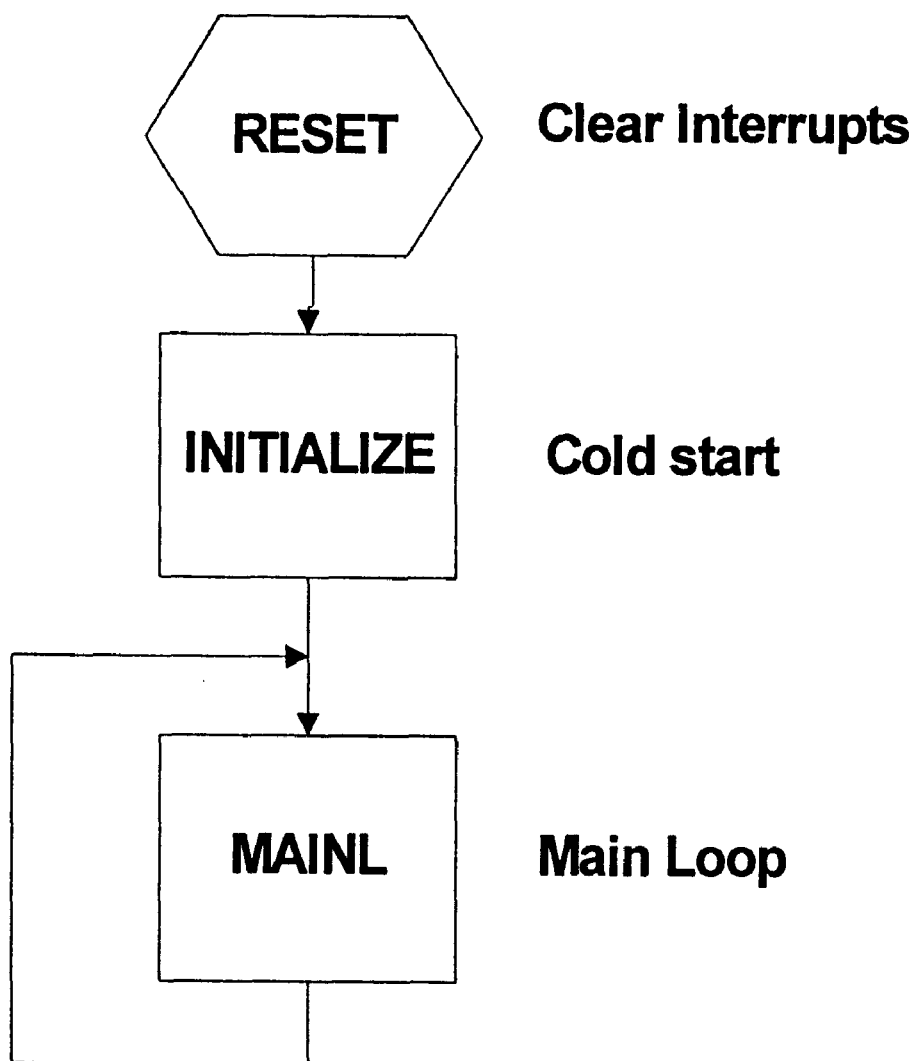 RESET
Clear Interrupts
INITIALIZE
Cold start
MAINL
Main Loop